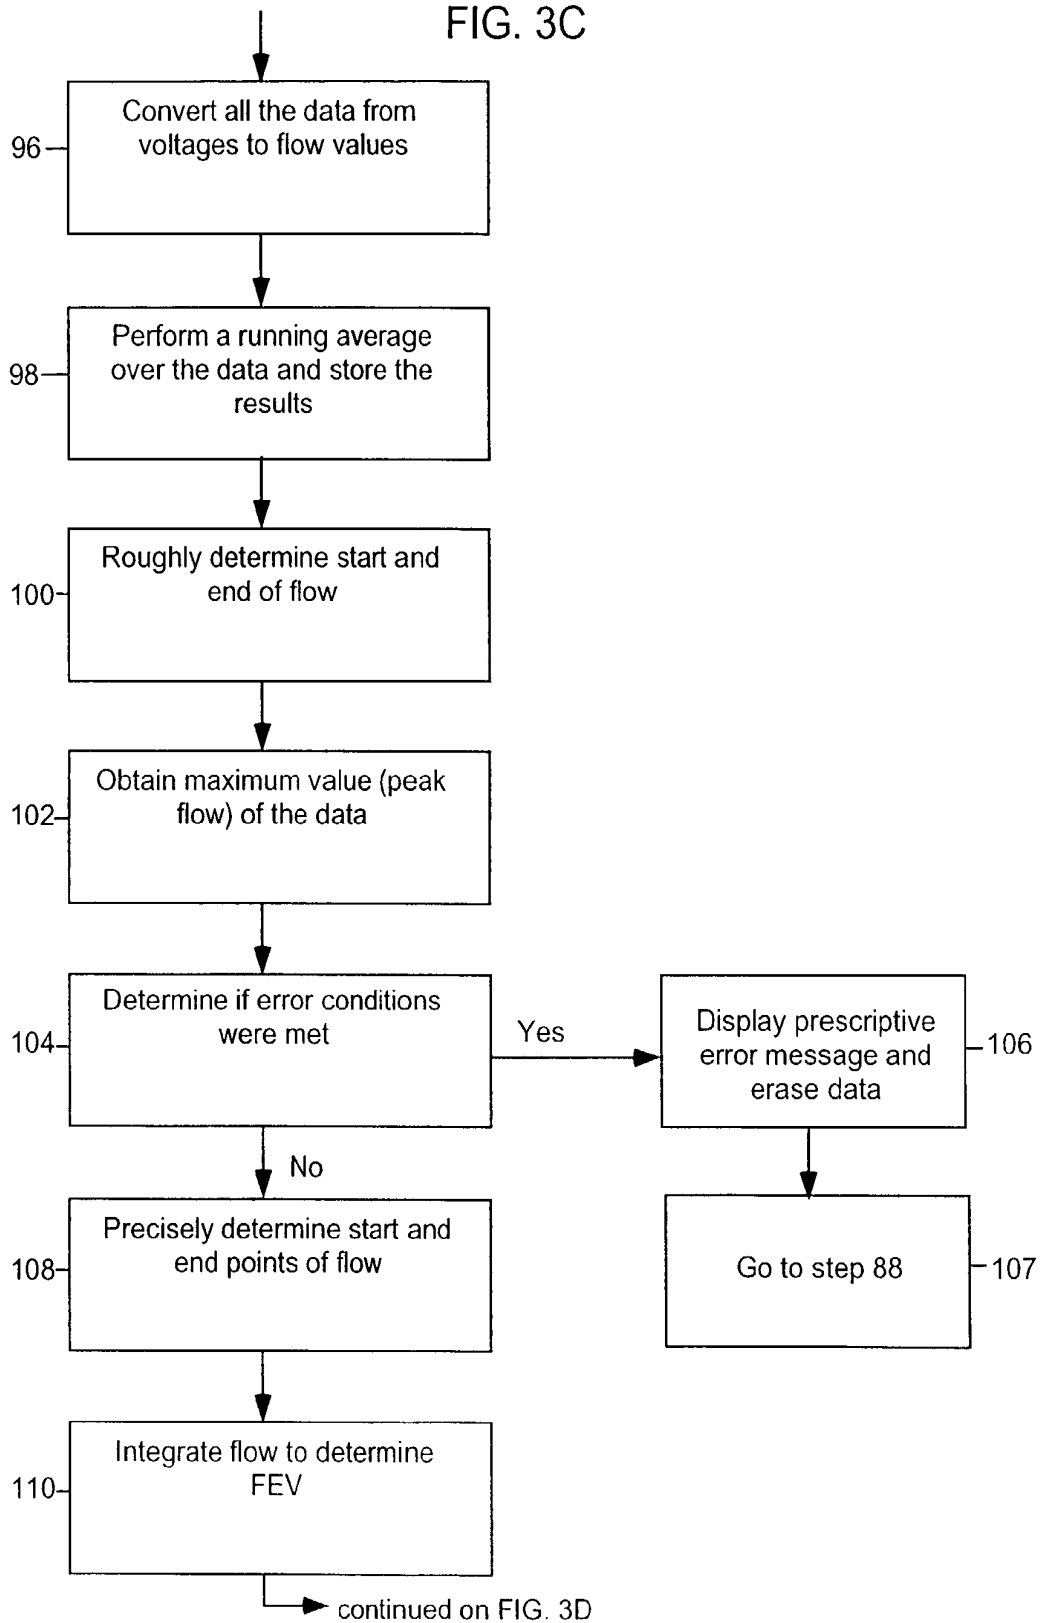 FIG. 3C
Convert all the data from
voltages to flow values
96
Perform a running average
over the data and store the
results
98
Roughly determine start and
end of flow
100
Obtain maximum value (peak
flow) of the data
102
Determine if error conditions
were met
104
Yes
Display prescriptive
error message and
erase data
106
No
Go to step 88
107
Precisely determine start and
end points of flow
108
Integrate flow to determine
FEV
110
continued on FIG. 3D